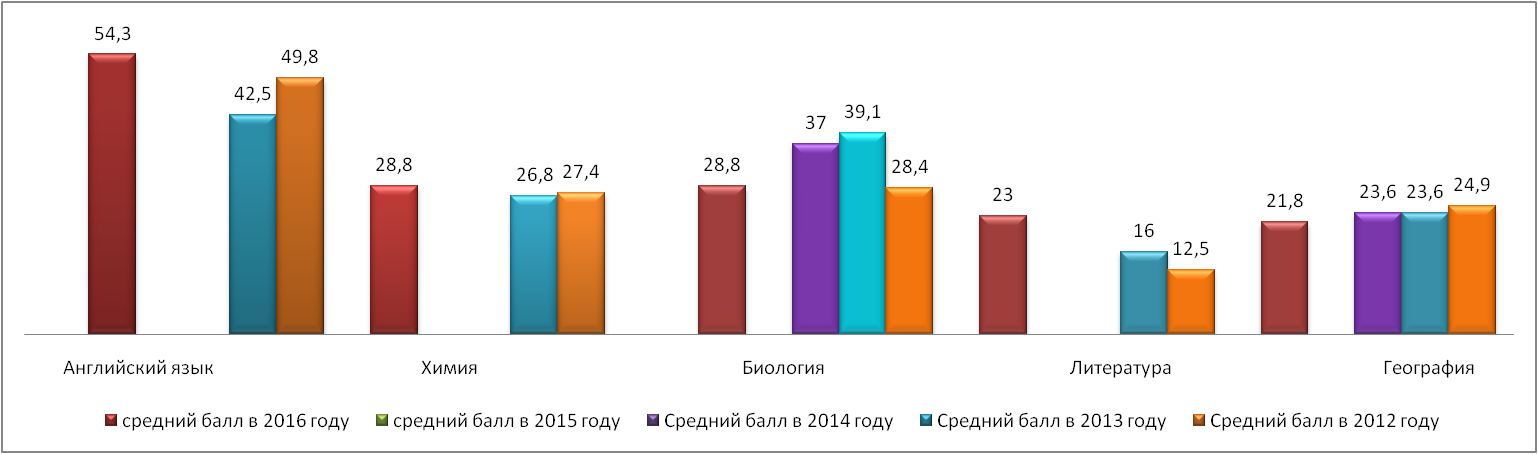 54,3
42,5
49,8
28,8
26,8
27,4
28,8
37
39,1
28,4
23
16
12,5
21,8
23,6
23,6
24,9
Английский язык
Химия
Биология
Литература
География
средний балл в 2016 году
средний балл в 2015 году
Средний балл в 2014 году
Средний балл в 2013 году
Средний балл в 2012 году